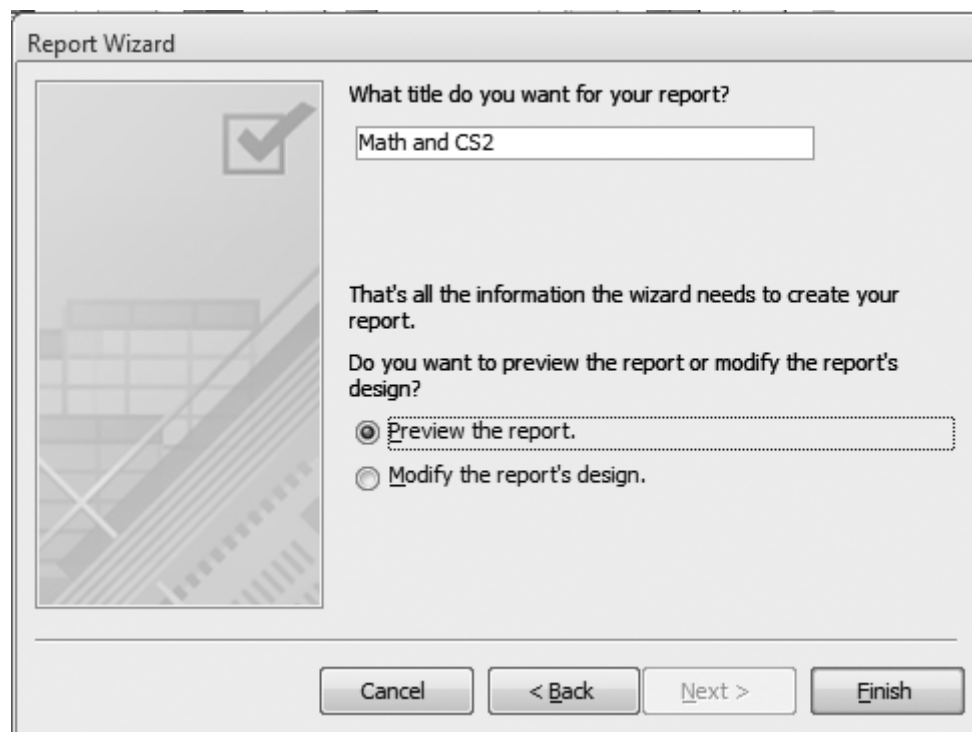 Report Wizard
What title do you want for your report?
Math and CS2
That's all the information the wizard needs to create your
report.
Do you want to preview the report or modify the report's
design?
Preview the report.
Modify the report's design.
Cancel
< Back
Next >
Finish